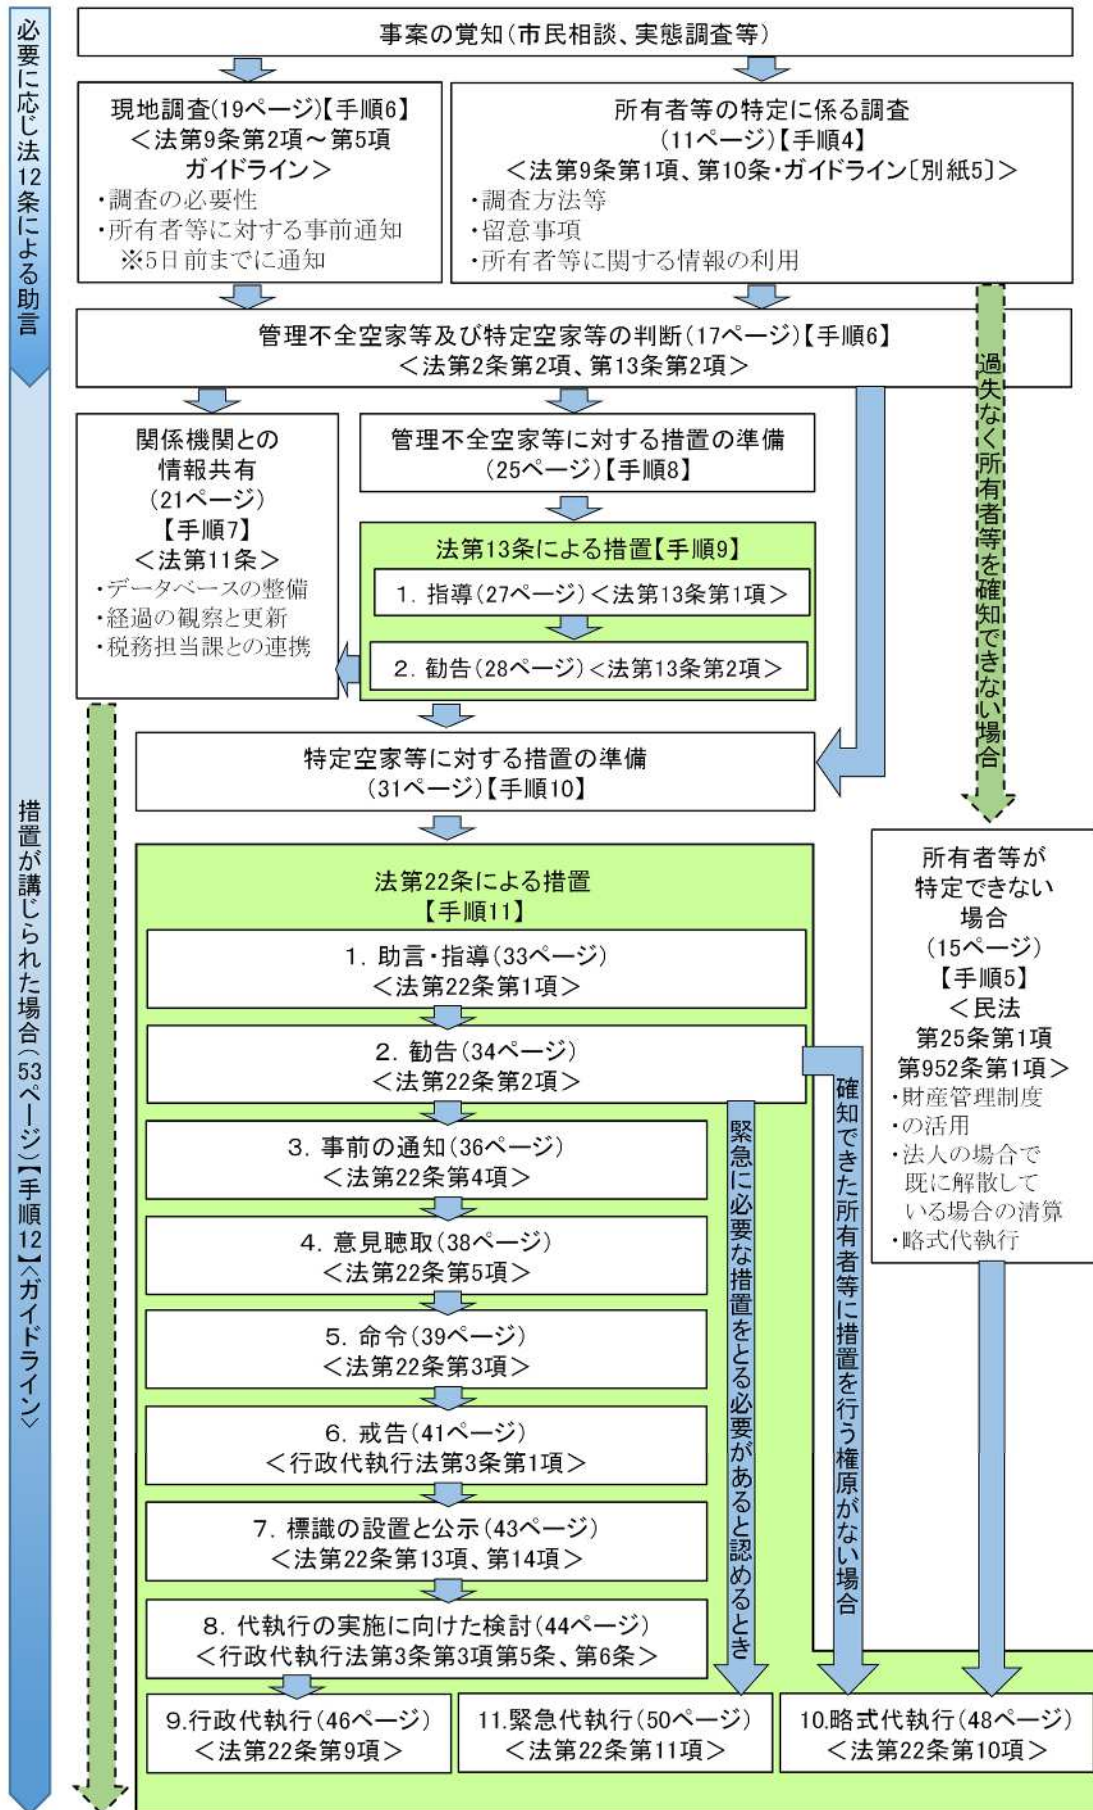 必要に応じ法12条による助言
措置が講じられた場合(53ページ)【手順12】<ガイドライン>
事案の覚知(市民相談、実態調査等)
現地調査(19ページ)【手順6】
<法第9条第2項～第5項
ガイドライン>
・調査の必要性
・所有者等に対する事前通知
※5日前までに通知
所有者等の特定に係る調査
(11ページ)【手順4】
<法第9条第1項、第10条・ガイドライン〔別紙5〕>
・調査方法等
・留意事項
・所有者等に関する情報の利用
管理不全空家等及び特定空家等の判断(17ページ)【手順6】
<法第2条第2項、第13条第2項>
過失なく所有者等を確知できない場合
関係機関との
情報共有
(21ページ)
【手順7】
<法第11条>
・データベースの整備
・経過の観察と更新
・税務担当課との連携
管理不全空家等に対する措置の準備
(25ページ)【手順8】
法第13条による措置【手順9】
1. 指導(27ページ)<法第13条第1項>
2. 勧告(28ページ)<法第13条第2項>
特定空家等に対する措置の準備
(31ページ)【手順10】
法第22条による措置
【手順11】
1. 助言・指導(33ページ)
<法第22条第1項>
2. 勧告(34ページ)
<法第22条第2項>
3. 事前の通知(36ページ)
<法第22条第4項>
4. 意見聴取(38ページ)
<法第22条第5項>
5. 命令(39ページ)
<法第22条第3項>
6. 戒告(41ページ)
<行政代執行法第3条第1項>
7. 標識の設置と公示(43ページ)
<法第22条第13項、第14項>
8. 代執行の実施に向けた検討(44ページ)
<行政代執行法第3条第3項第5条、第6条>
緊急に必要な措置をとる必要があると認めるとき
確知できた所有者等に措置を行う権原がない場合
所有者等が
特定できない
場合
(15ページ)
【手順5】
<民法
第25条第1項
第952条第1項>
・財産管理制度
・の活用
・法人の場合で
既に解散して
いる場合の清算
・略式代執行
9.行政代執行(46ページ)
<法第22条第9項>
11.緊急代執行(50ページ)
<法第22条第11項>
10.略式代執行(48ページ)
<法第22条第10項>